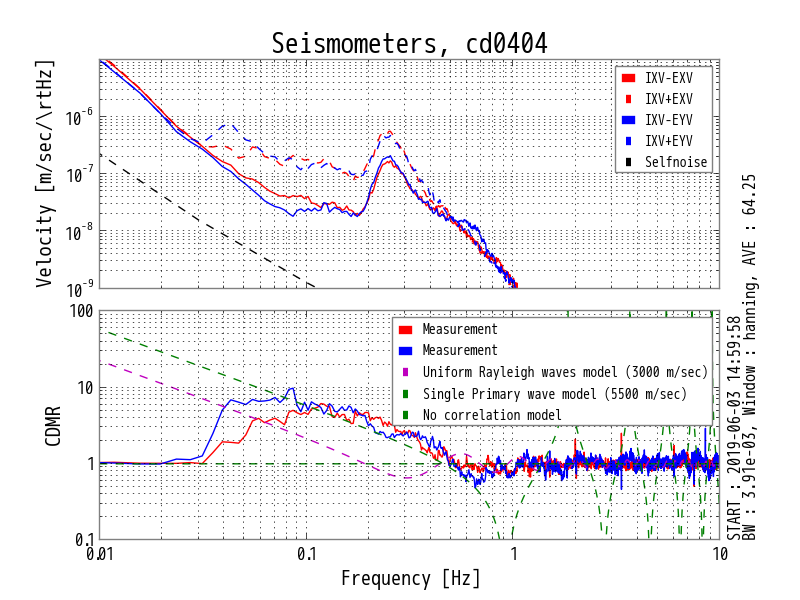 Seismometers, cd0404
Velocity [m/sec/\rtHz]
10^-6
10^-7
10^-8
10^-9
IXV-EXV
IXV+EXV
IXV-EYV
IXV+EYV
Selfnoise
CDMR
100
10
1
0.1
Measurement
Measurement
Uniform Rayleigh waves model (3000 m/sec)
Single Primary wave model (5500 m/sec)
No correlation model
0.01
0.1
1
10
Frequency [Hz]
START : 2019-06-03 14:59:58
BW : 3.91e-03, Window : hanning, AVE : 64.25